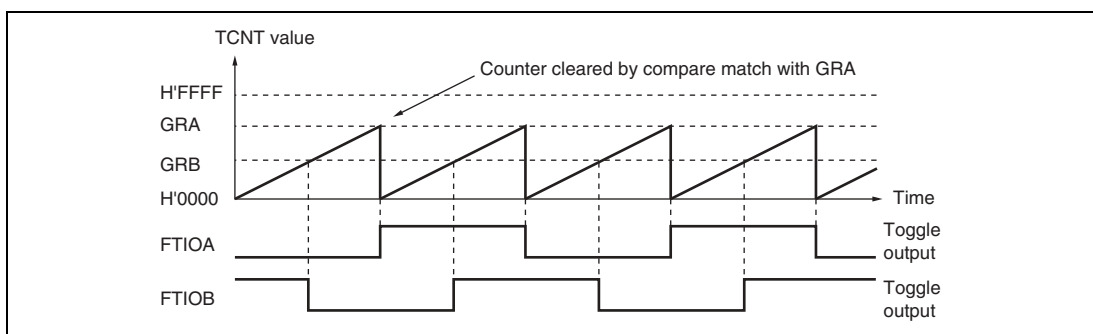 TCNT value
Counter cleared by compare match with GRA
H'FFFF
GRA
GRB
H'0000
Time
FTIOA
Toggle
output
FTIOB
Toggle
output